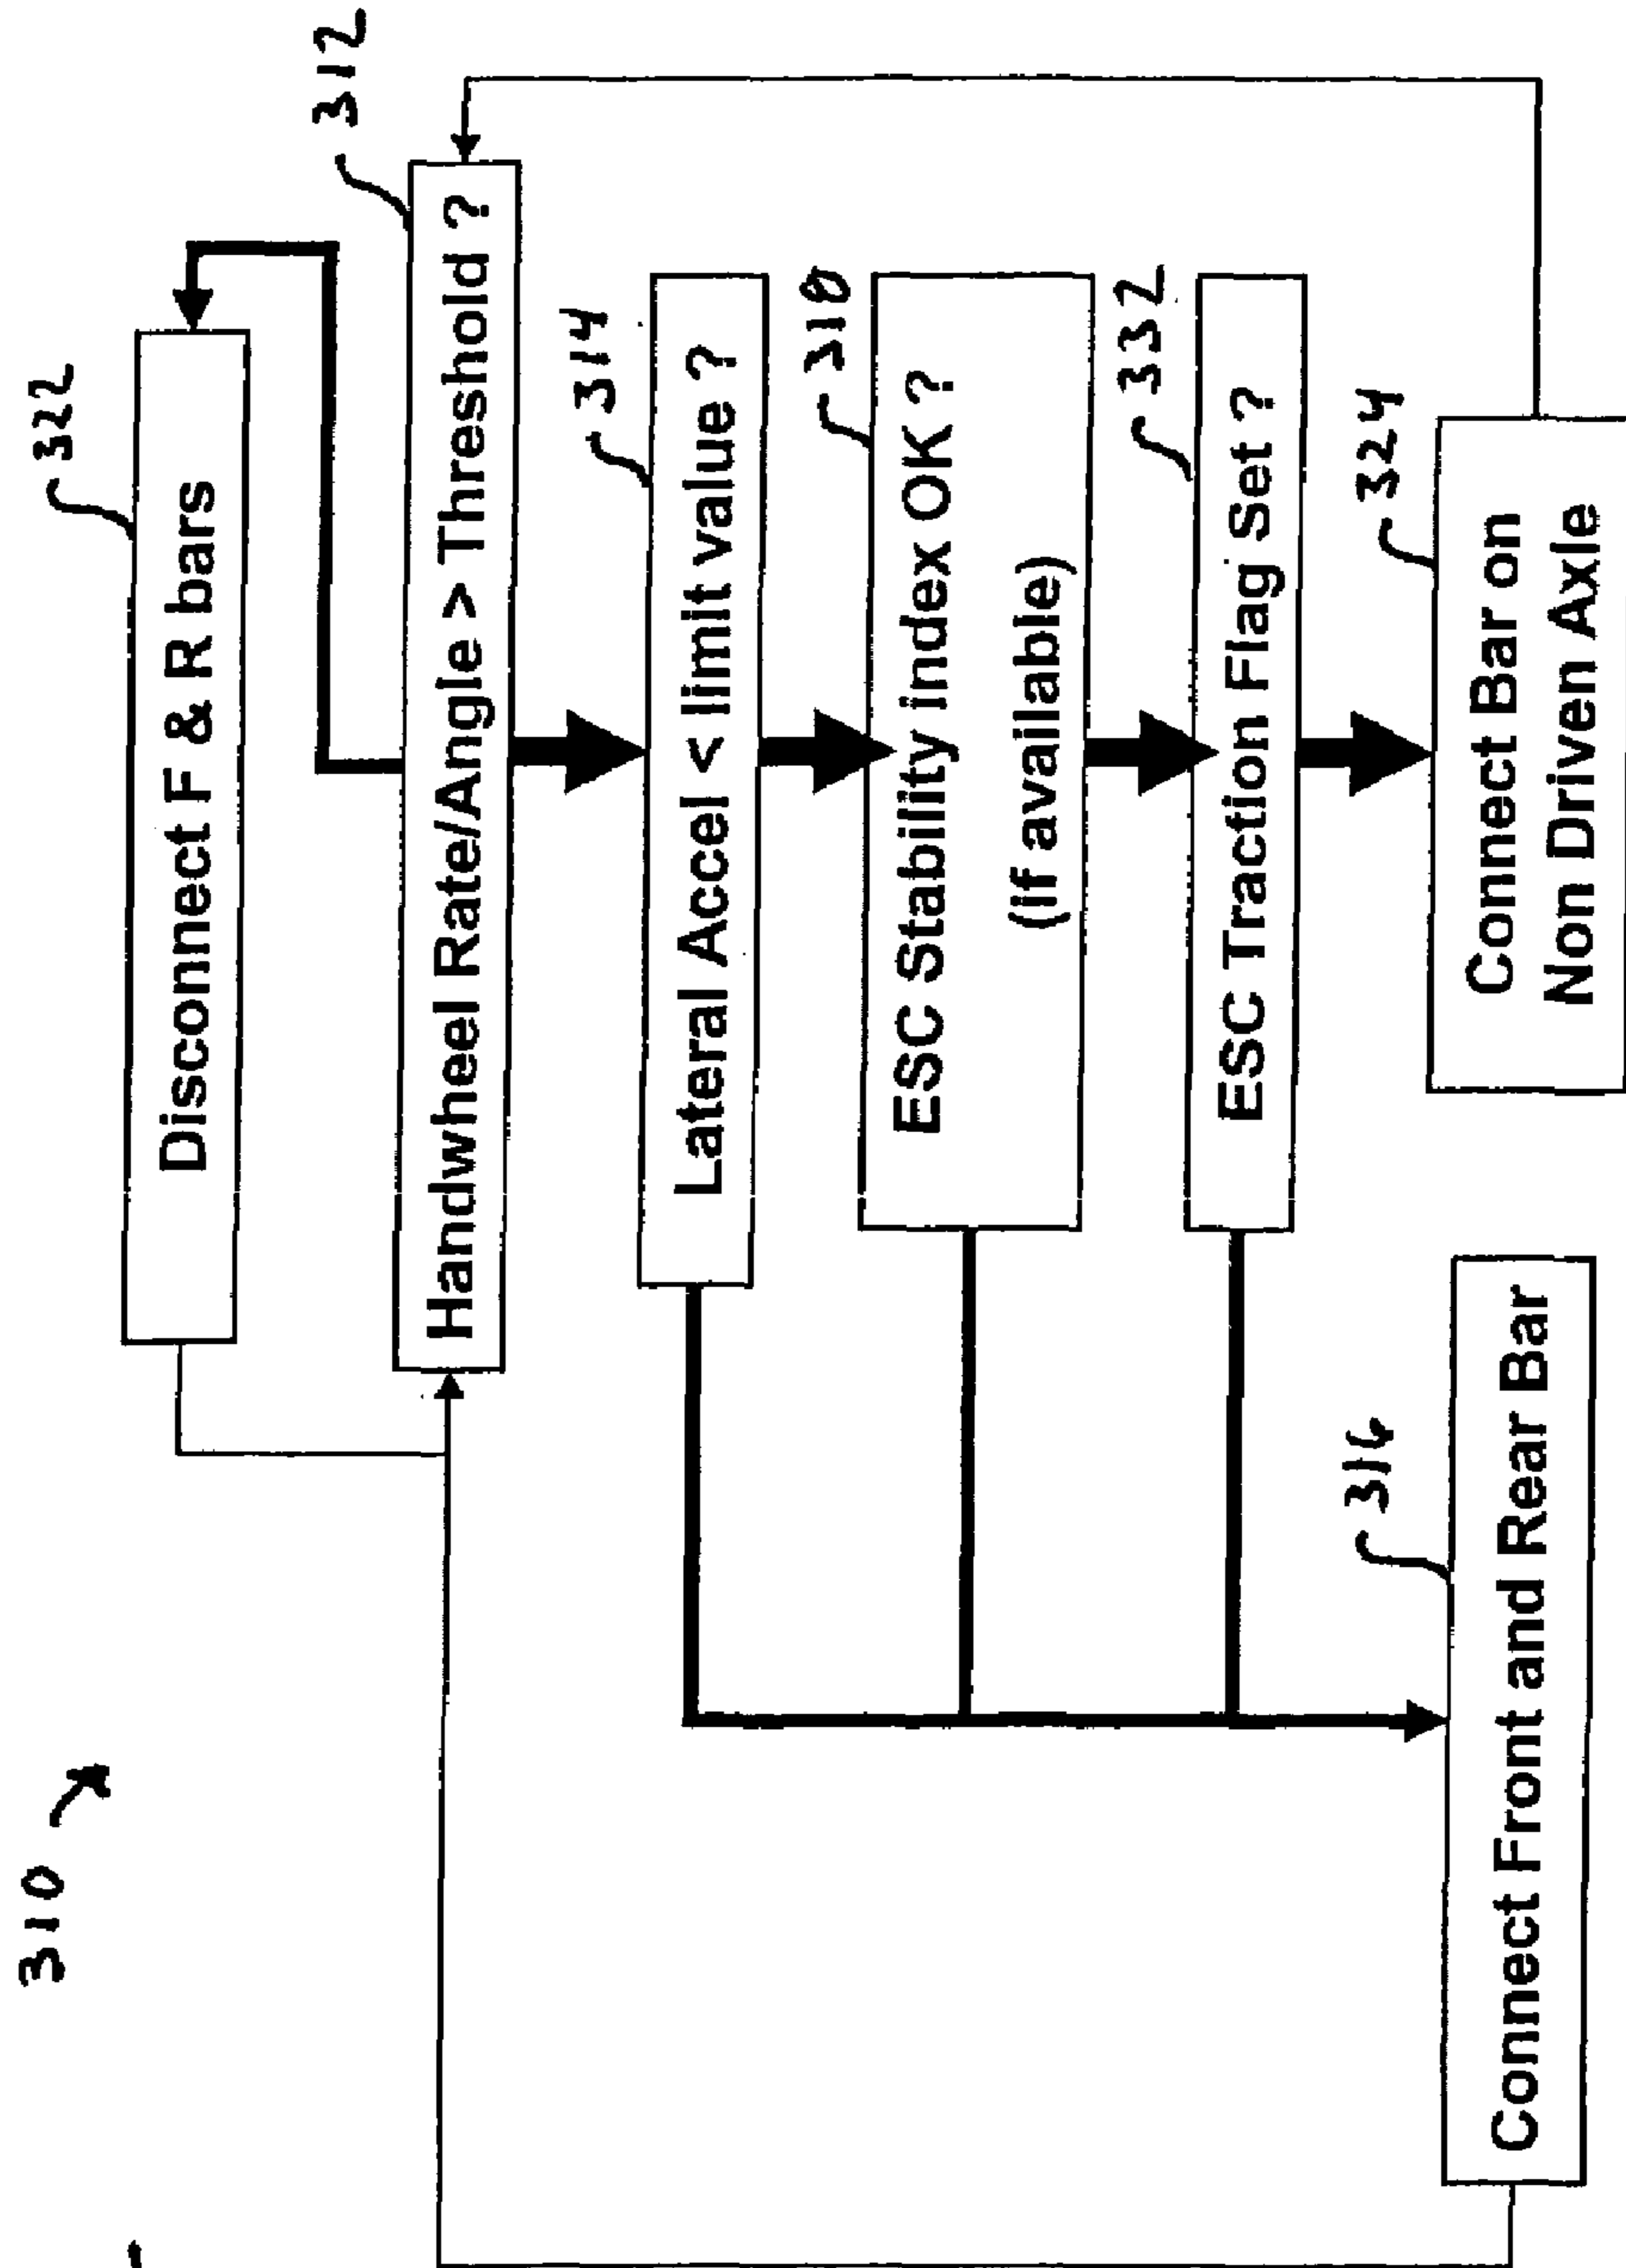 310
322
Disconnect F & R bars
312
Handwheel Rate/Angle > Threshold ?
314
Lateral Accel < limit value ?
318
ESC Stability index OK ?
(if available)
332
ESC Traction Flag Set ?
316
Connect Front and Rear Bar
324
Connect Bar on
Non Driven Axle